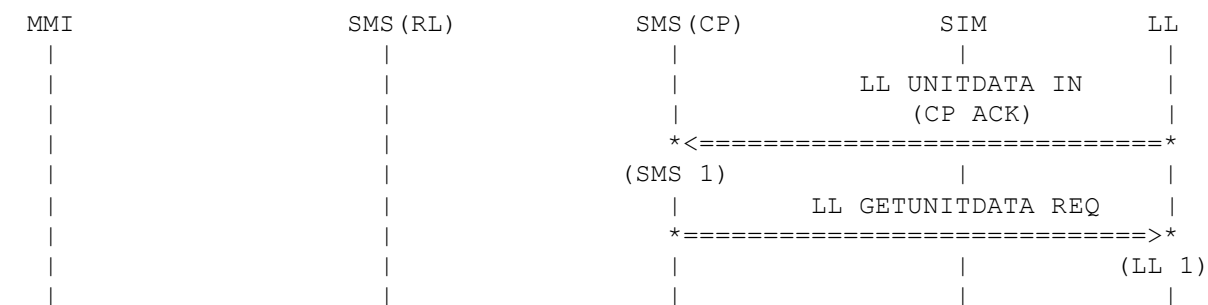 MMI SMS(RL) SMS(CP) SIM LL
LL UNITDATA IN
(CP ACK)
*<=============================*
(SMS 1)
LL GETUNITDATA REQ
*=============================>*
(LL 1)